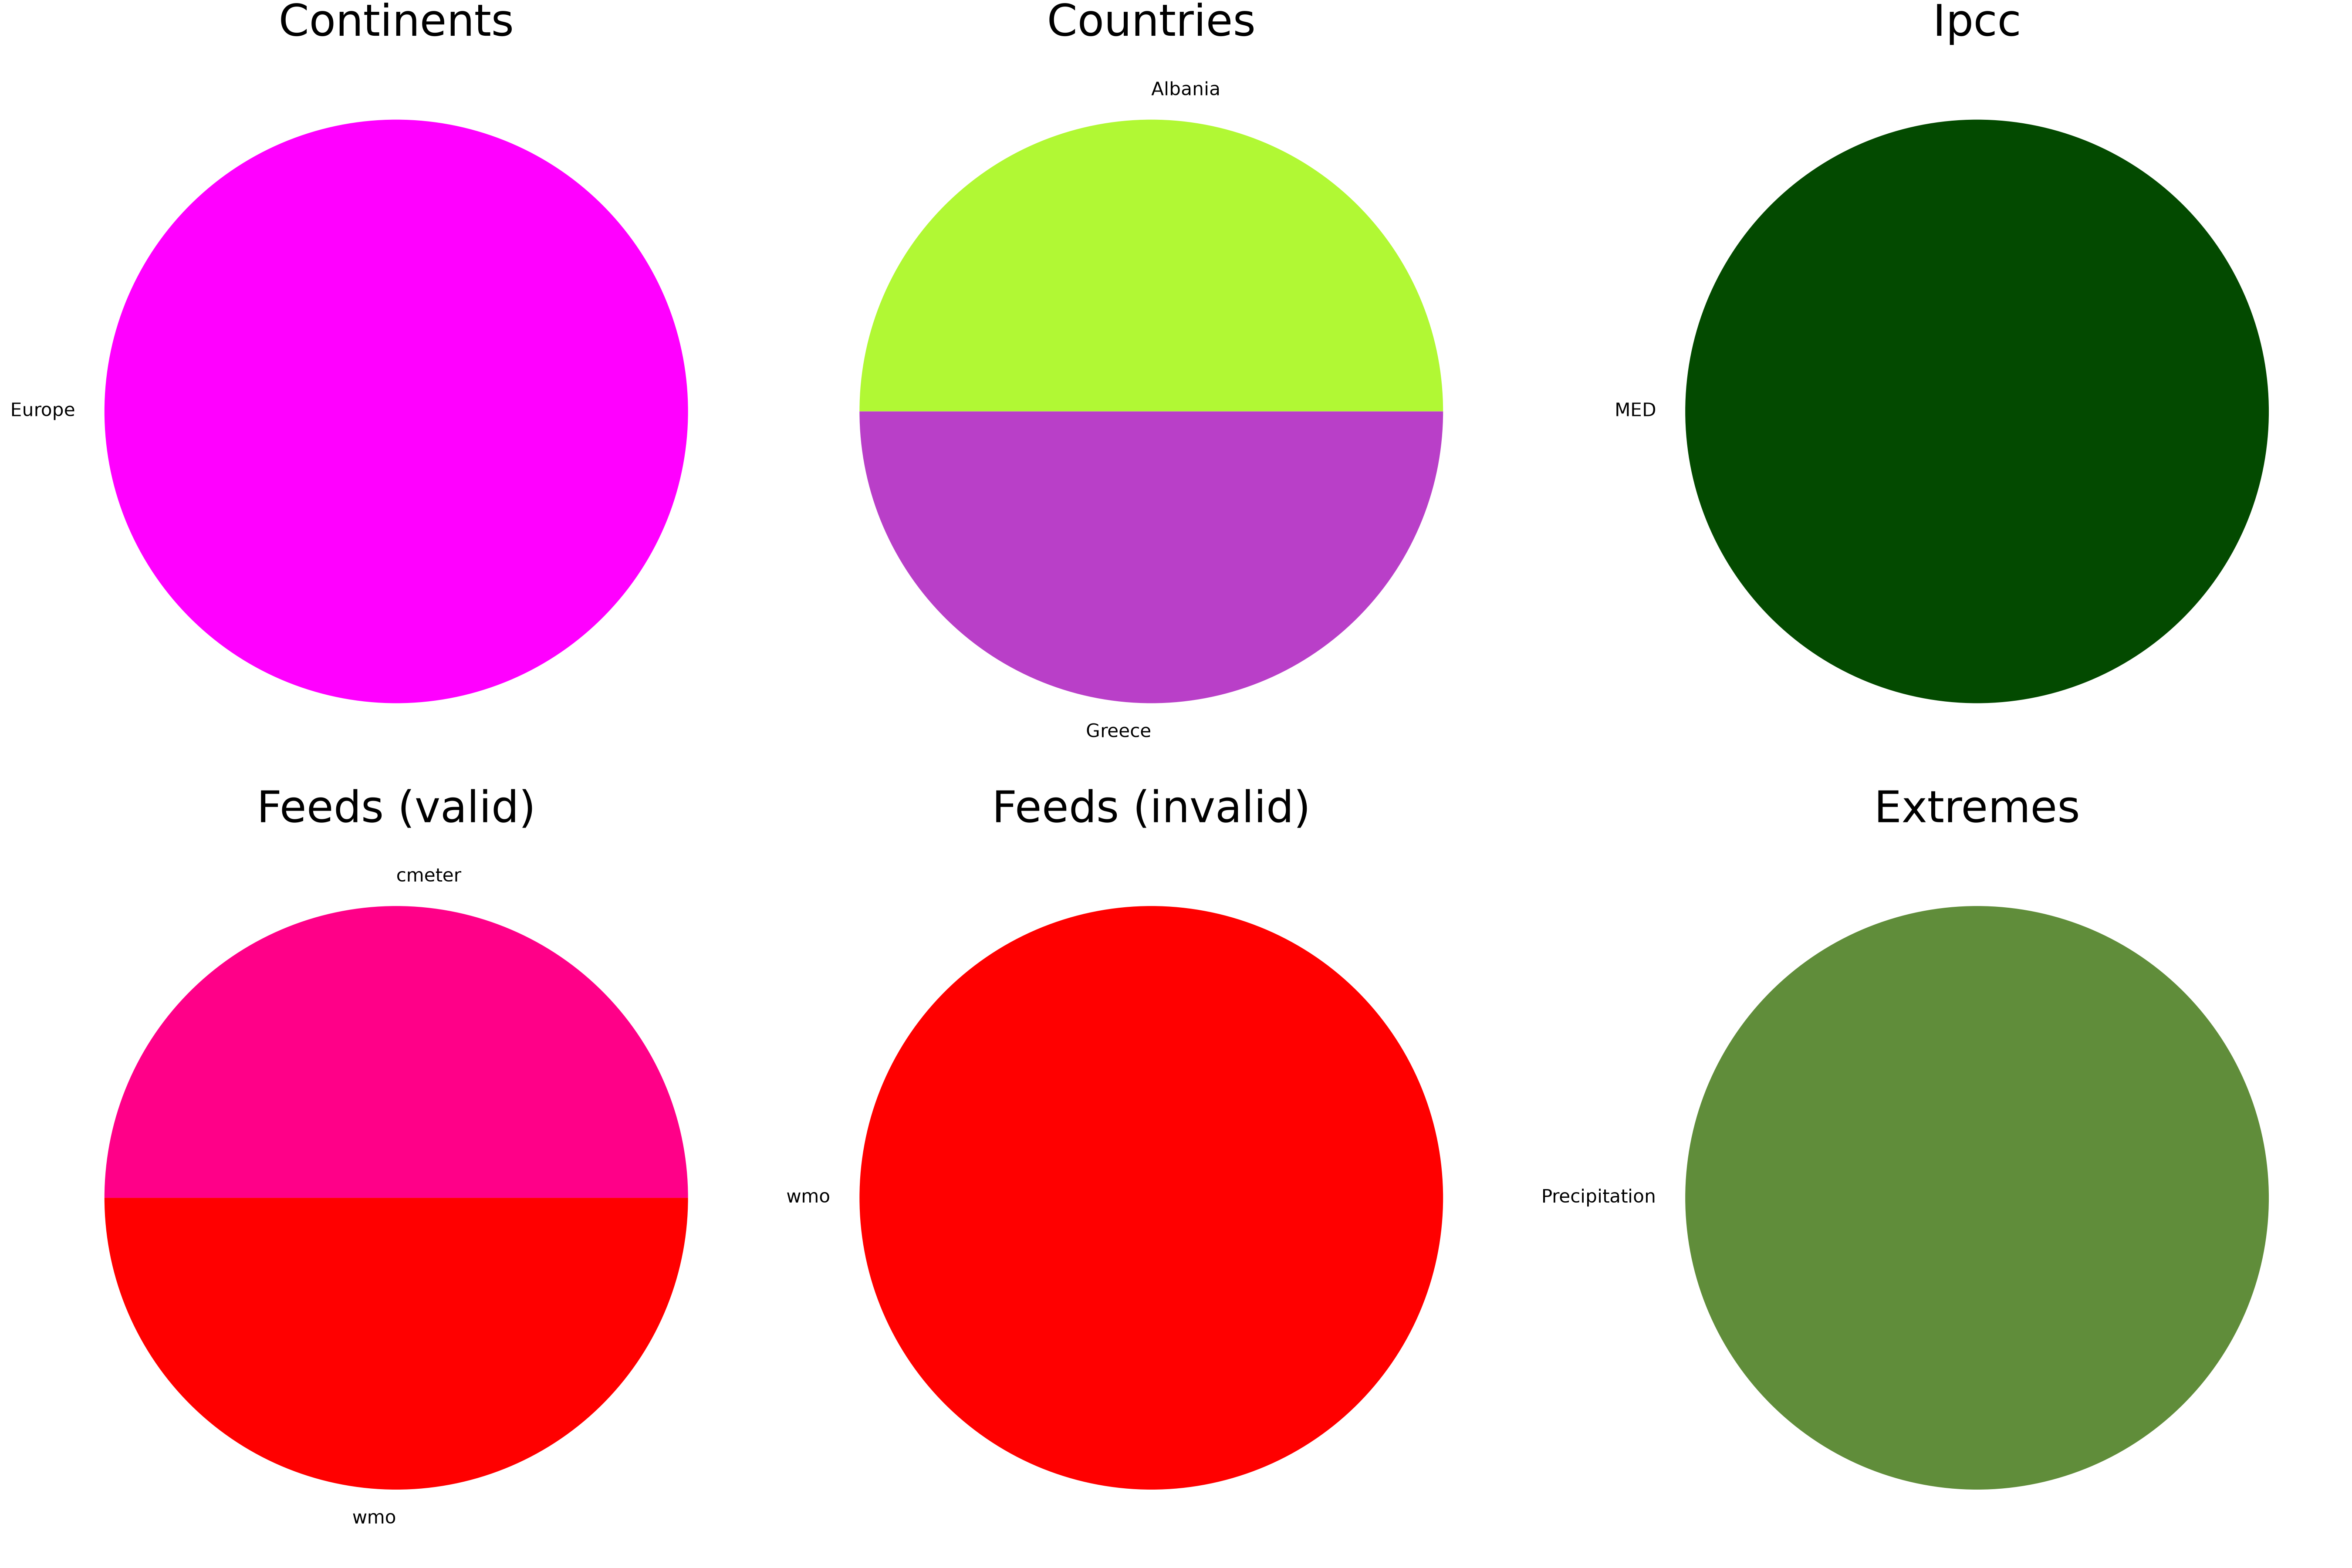 Continents
Europe
Countries
Albania
Greece
Ipcc
MED
Feeds (valid)
cmeter
wmo
Feeds (invalid)
wmo
Extremes
Precipitation